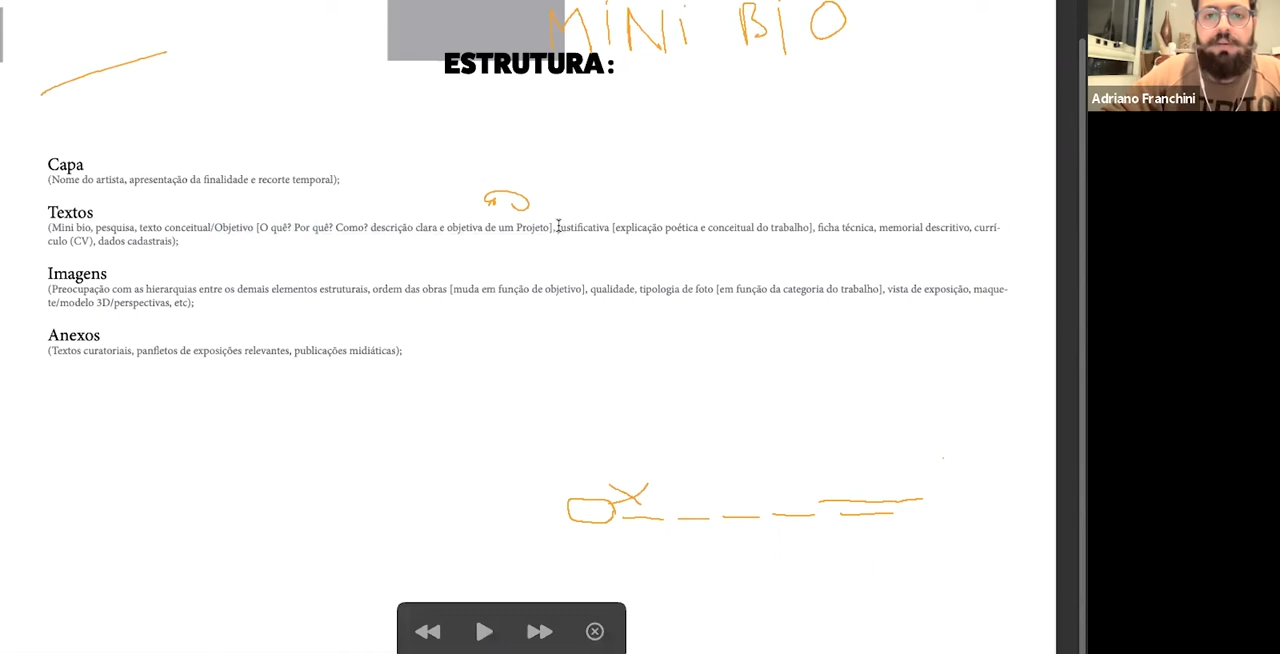 MINI BIO
ESTRUTURA:
Adriano Franchini
Capa
(Nome do artista, apresentação da finalidade e recorte temporal);
Textos
(Mini bio, pesquisa, texto conceitual/Objetivo [O quê? Por quê? Como? descrição clara e objetiva de um Projeto], justificativa [explicação poética e conceitual do trabalho], ficha técnica, memorial descritivo, currí-
culo (CV), dados cadastrais);
Imagens
(Preocupação com as hierarquias entre os demais elementos estruturais, ordem das obras [muda em função de objetivo], qualidade, tipologia de foto [em função da categoria do trabalho], vista de exposição, maque-
te/modelo 3D/perspectivas, etc);
Anexos
(Textos curatoriais, panfletos de exposições relevantes, publicações midiáticas);